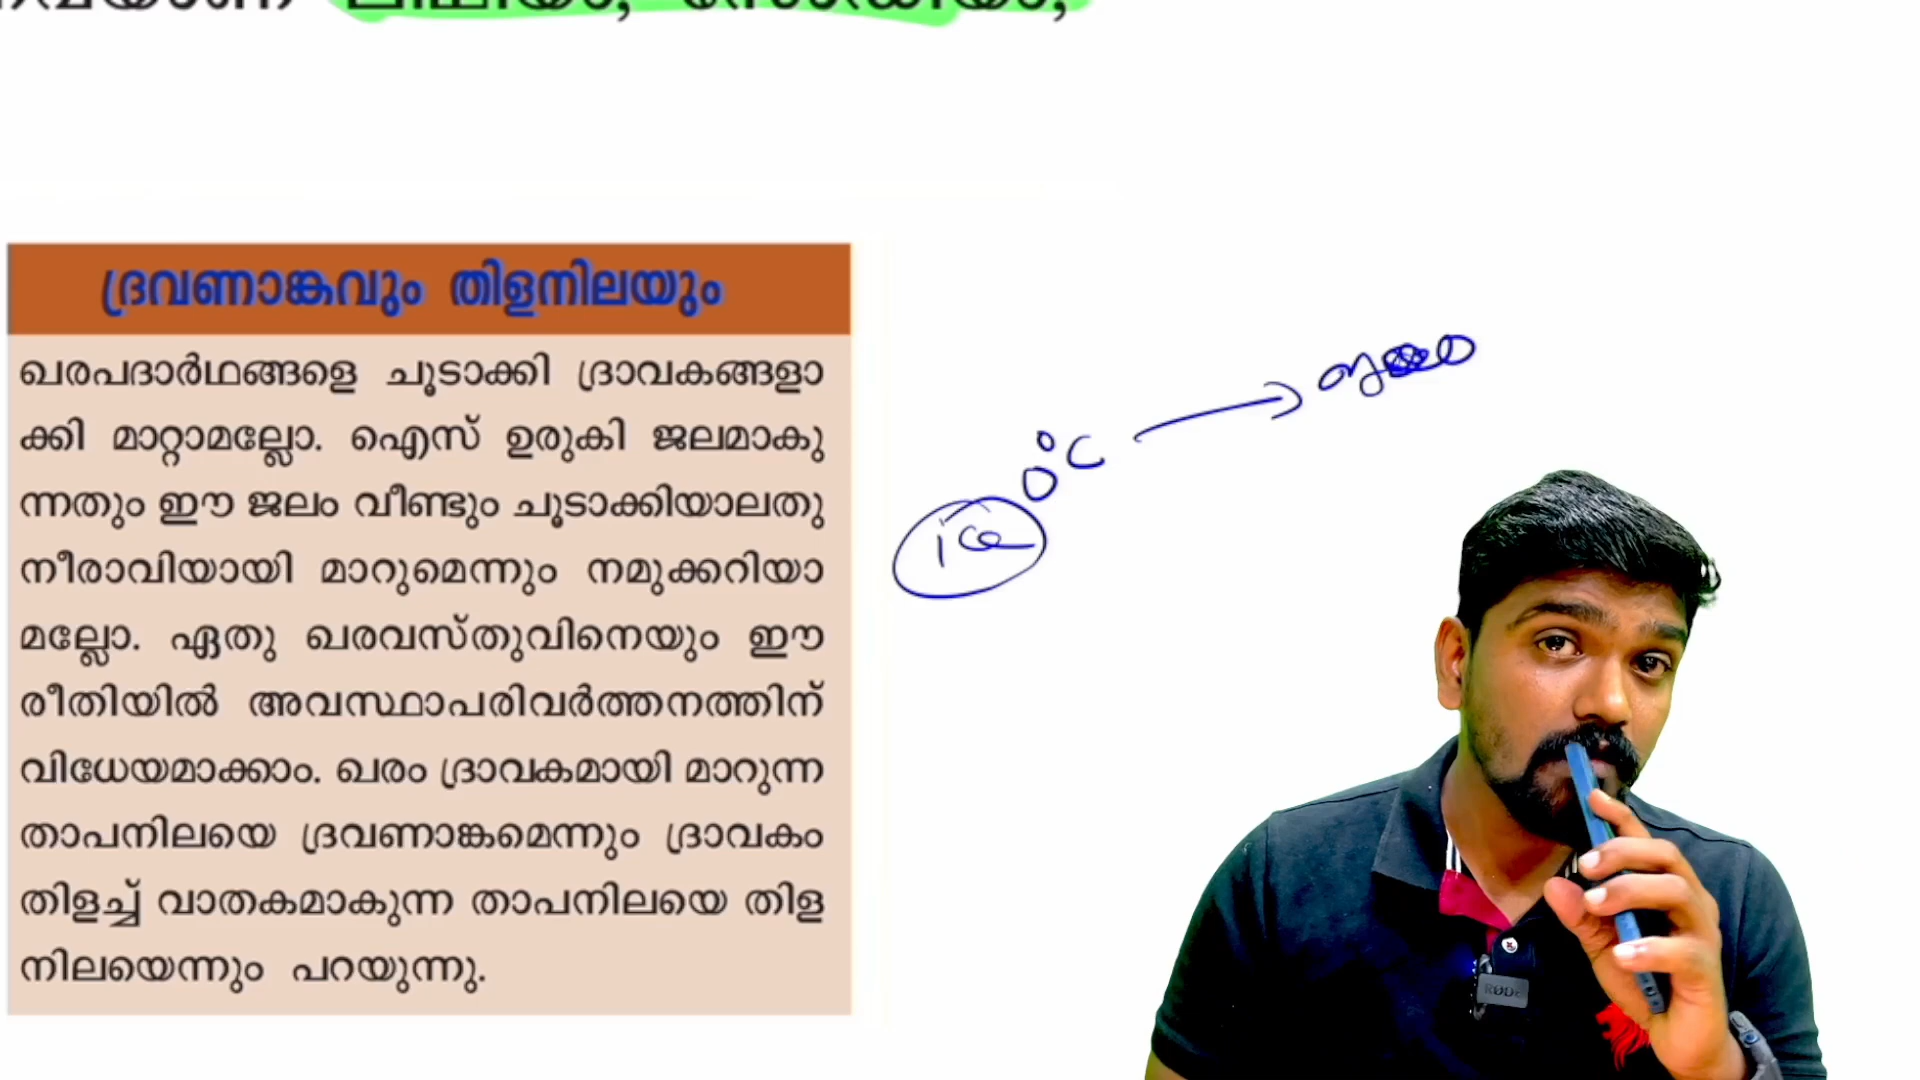 ലിഥിയം, സോഡിയം,
ദ്രവണാങ്കവും തിളനിലയും
ഖരപദാർഥങ്ങളെ ചൂടാക്കി ദ്രാവകങ്ങളാ
ക്കി മാറ്റാമല്ലോ. ഐസ് ഉരുകി ജലമാകു
ന്നതും ഈ ജലം വീണ്ടും ചൂടാക്കിയാലതു
നീരാവിയായി മാറുമെന്നും നമുക്കറിയാ
മല്ലോ. ഏതു ഖരവസ്തുവിനെയും ഈ
രീതിയിൽ അവസ്ഥാപരിവർത്തനത്തിന്
വിധേയമാക്കാം. ഖരം ദ്രാവകമായി മാറുന്ന
താപനിലയെ ദ്രവണാങ്കമെന്നും ദ്രാവകം
തിളച്ച് വാതകമാകുന്ന താപനിലയെ തിള
നിലയെന്നും പറയുന്നു.
0°C
ice
RØDE